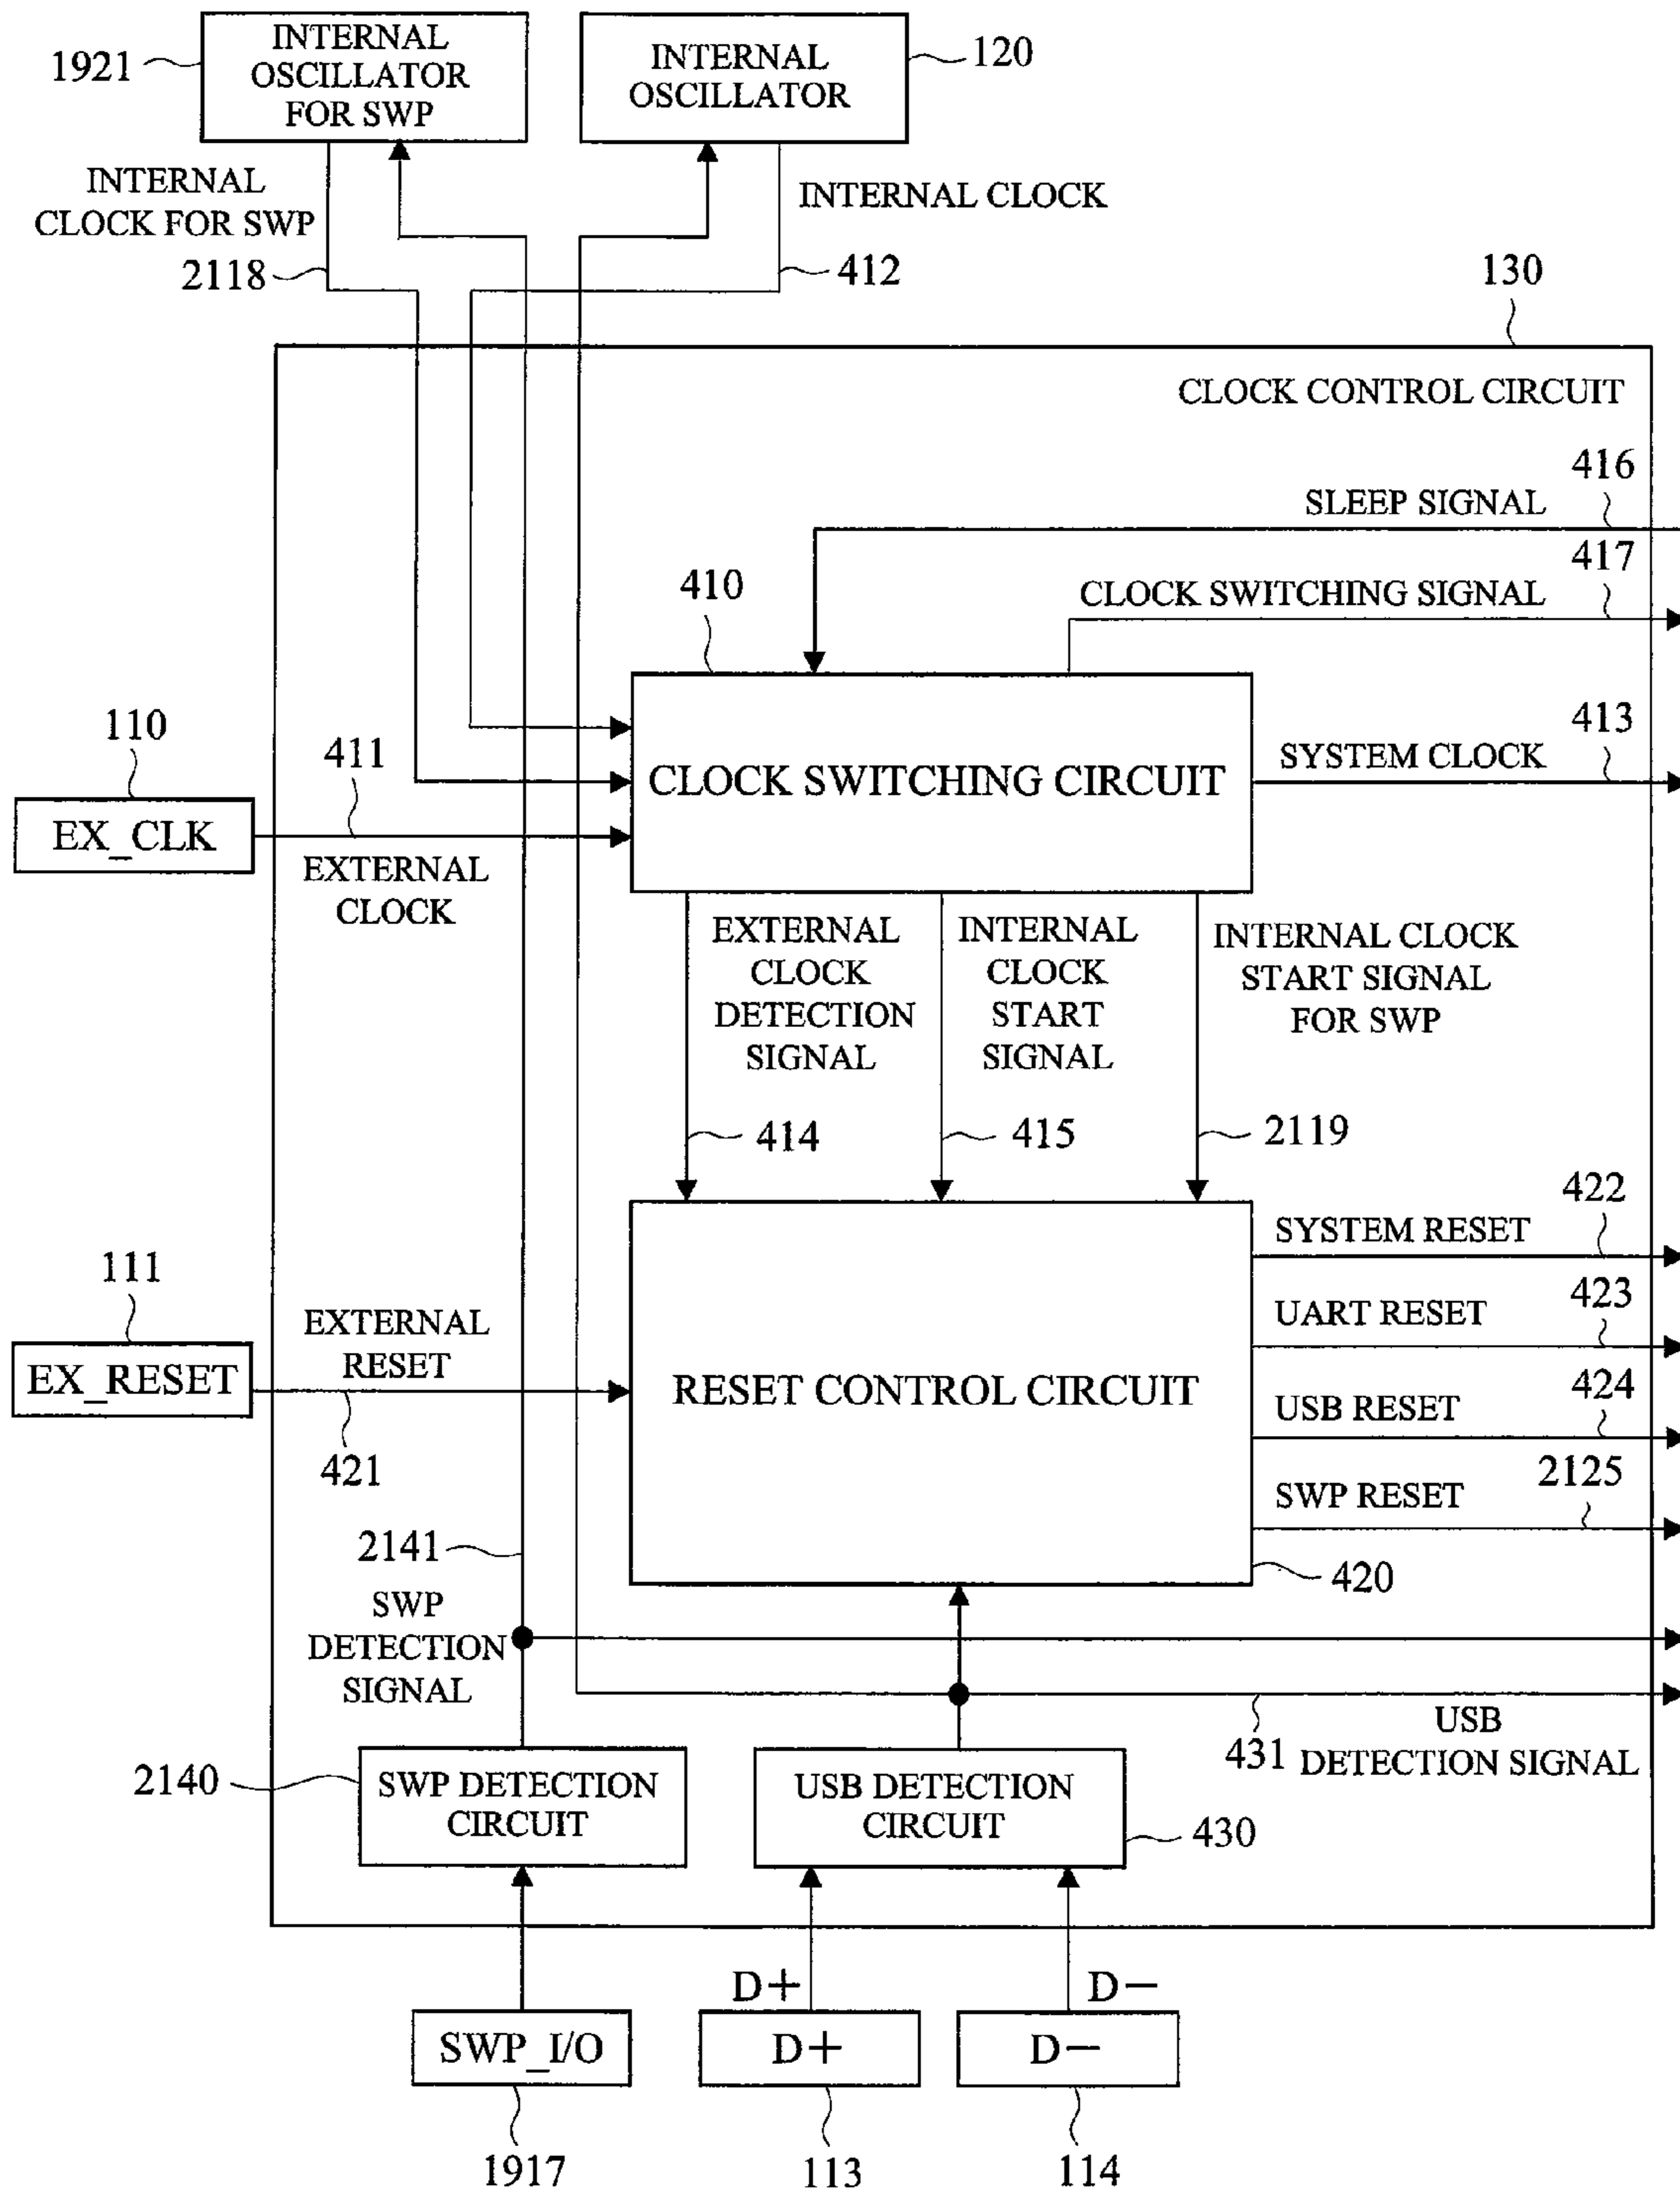 INTERNAL
OSCILLATOR
FOR SWP
1921
INTERNAL
OSCILLATOR
120
INTERNAL
CLOCK FOR SWP
2118
INTERNAL CLOCK
412
130
CLOCK CONTROL CIRCUIT
416
SLEEP SIGNAL
417
CLOCK SWITCHING SIGNAL
410
CLOCK SWITCHING CIRCUIT
413
SYSTEM CLOCK
110
EX_CLK
411
EXTERNAL
CLOCK
EXTERNAL
CLOCK
DETECTION
SIGNAL
414
INTERNAL
CLOCK
START
SIGNAL
415
INTERNAL CLOCK
START SIGNAL
FOR SWP
2119
111
EX_RESET
EXTERNAL
RESET
421
RESET CONTROL CIRCUIT
422
SYSTEM RESET
423
UART RESET
424
USB RESET
2125
SWP RESET
420
2141
SWP
DETECTION
SIGNAL
431
USB
DETECTION SIGNAL
2140
SWP DETECTION
CIRCUIT
USB DETECTION
CIRCUIT
430
D+
D−
SWP_I/O
D+
D−
1917
113
114